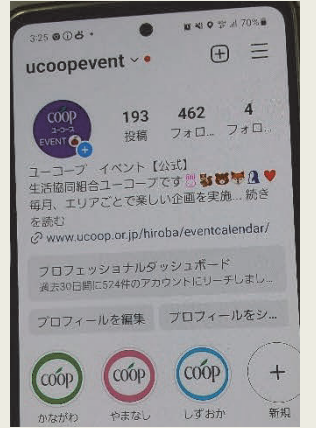 3:25
70%
ucoopevent
coop
ユーコープ
EVENT
193
462
4
投稿
フォロ...
フォロ...
ユーコープ イベント【公式】
生活協同組合ユーコープです
毎月、エリアごとで楽しい企画を実施... 続き
を読む
www.ucoop.or.jp/hiroba/eventcalendar/
プロフェッショナルダッシュボード
過去30日間に524件のアカウントにリーチしまし...
プロフィールを編集
プロフィールをシ...
coop
coop
coop
かながわ
やまなし
しずおか
新規